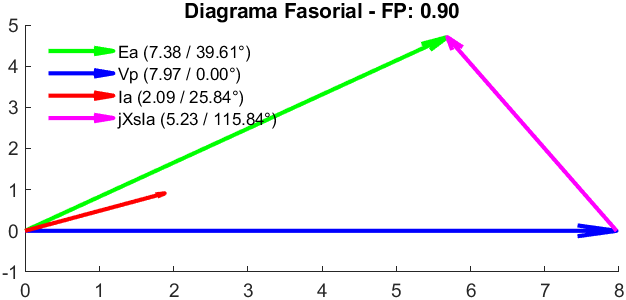 Diagrama Fasorial - FP: 0.90
Ea (7.38 / 39.61°)
Vp (7.97 / 0.00°)
Ia (2.09 / 25.84°)
jXsIa (5.23 / 115.84°)
5
4
3
2
1
0
-1
0 1 2 3 4 5 6 7 8